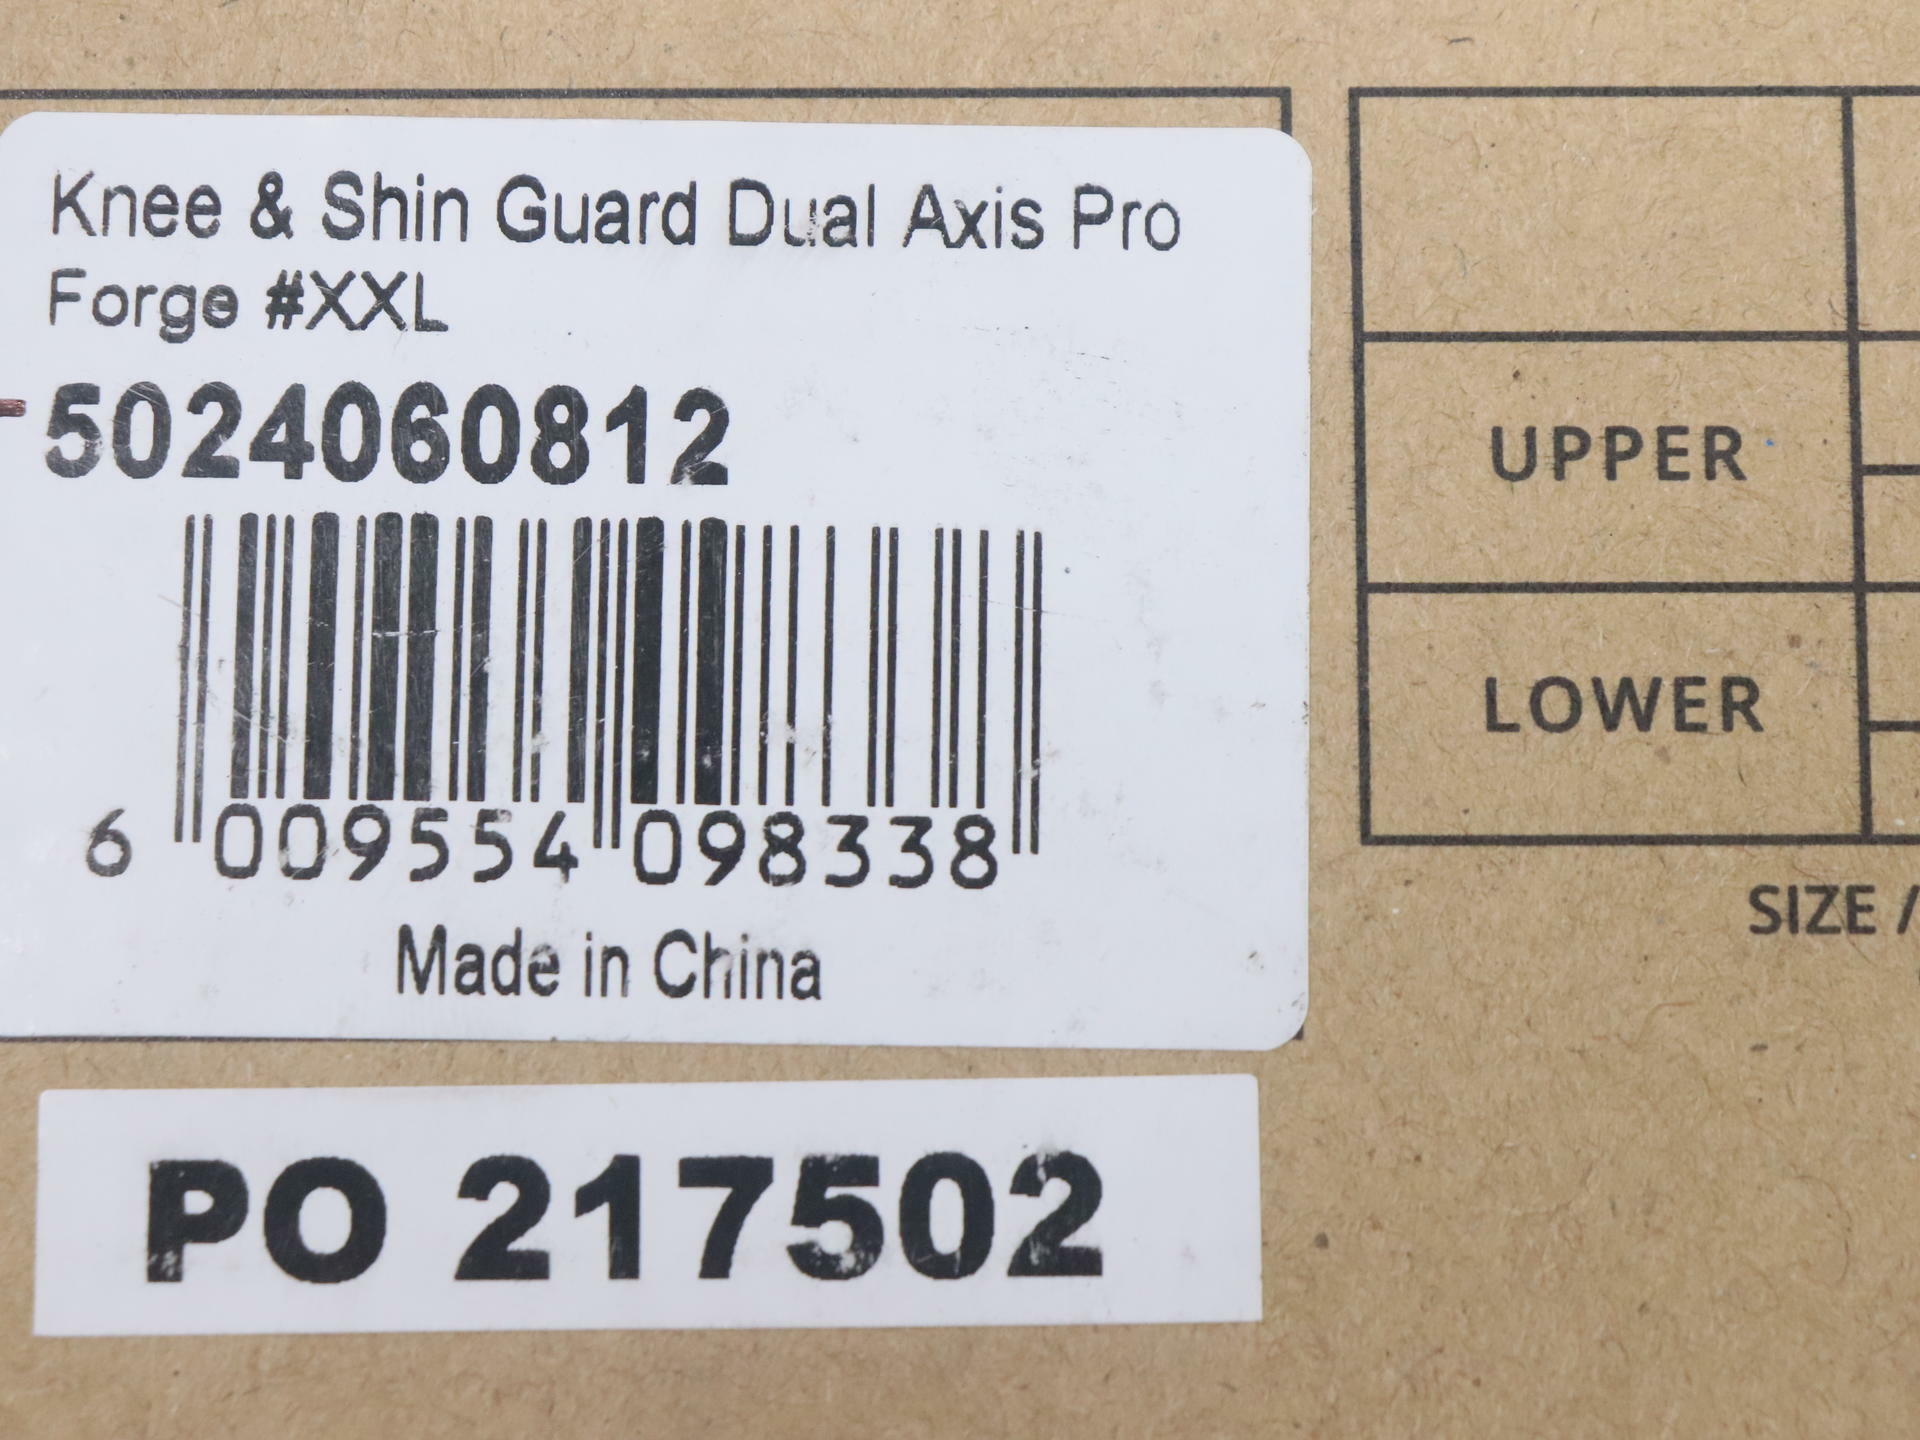 Knee & Shin Guard Dual Axis Pro
Forge #XXL
5024060812
6 009554 098338
Made in China
PO 217502
UPPER
LOWER
SIZE /